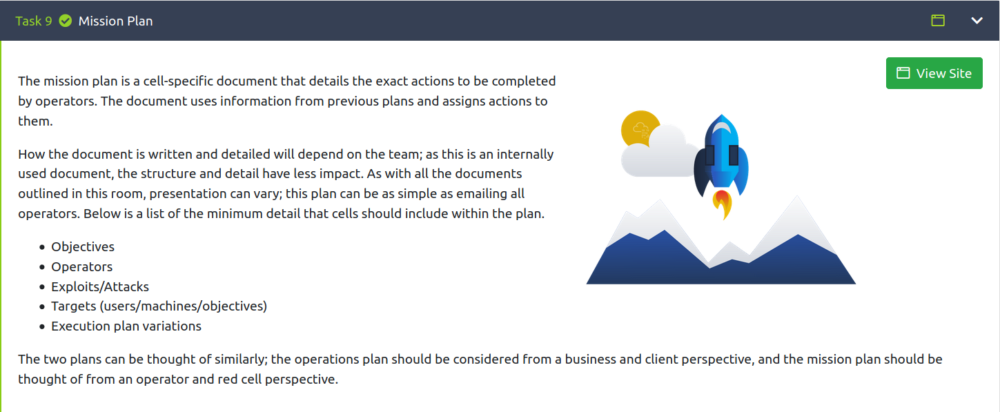 Task 9 Mission Plan
View Site
The mission plan is a cell-specific document that details the exact actions to be completed
by operators. The document uses information from previous plans and assigns actions to
them.
How the document is written and detailed will depend on the team; as this is an internally
used document, the structure and detail have less impact. As with all the documents
outlined in this room, presentation can vary; this plan can be as simple as emailing all
operators. Below is a list of the minimum detail that cells should include within the plan.
• Objectives
• Operators
• Exploits/Attacks
• Targets (users/machines/objectives)
• Execution plan variations
The two plans can be thought of similarly; the operations plan should be considered from a business and client perspective, and the mission plan should be
thought of from an operator and red cell perspective.